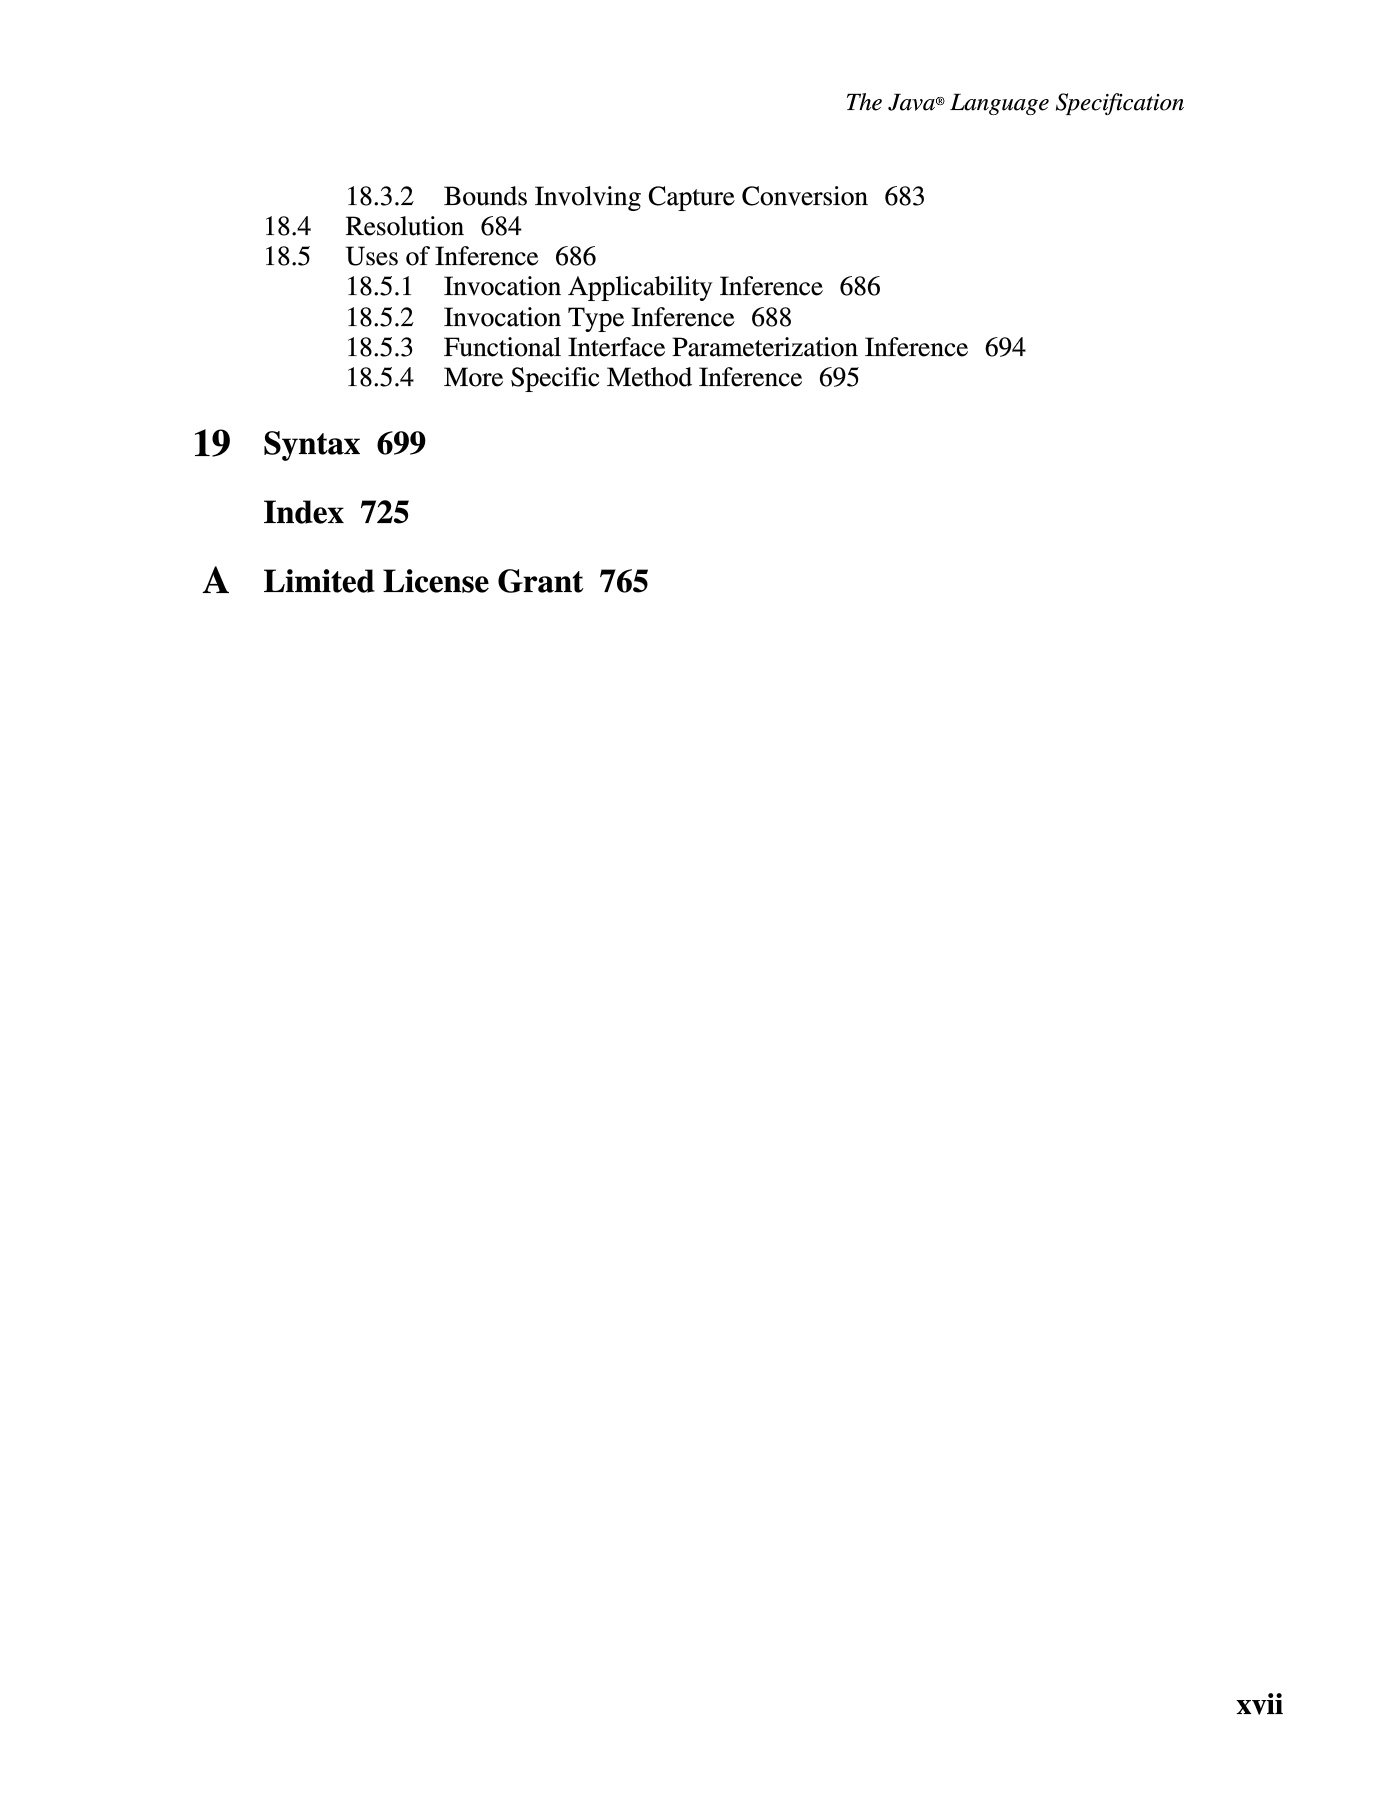 The Java® Language Specification
18.3.2 Bounds Involving Capture Conversion 683
18.4 Resolution 684
18.5 Uses of Inference 686
18.5.1 Invocation Applicability Inference 686
18.5.2 Invocation Type Inference 688
18.5.3 Functional Interface Parameterization Inference 694
18.5.4 More Specific Method Inference 695
19 Syntax 699
Index 725
A Limited License Grant 765
xvii